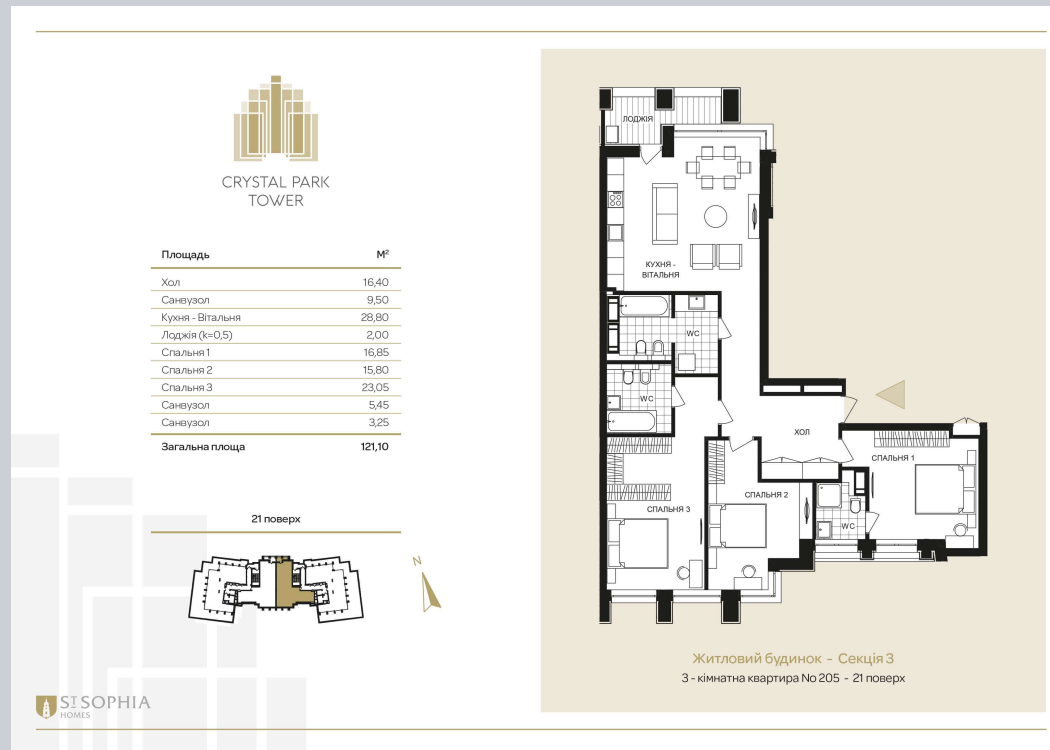 CRYSTAL PARK
TOWER
Площадь М²
Хол 16,40
Санвузол 9,50
Кухня - Вітальня 28,80
Лоджія (k=0,5) 2,00
Спальня 1 16,85
Спальня 2 15,80
Спальня 3 23,05
Санвузол 5,45
Санвузол 3,25
Загальна площа 121,10
21 поверх
N
ST SOPHIA
HOMES
ЛОДЖІЯ
КУХНЯ -
ВІТАЛЬНЯ
WC
WC
ХОЛ
СПАЛЬНЯ 1
СПАЛЬНЯ 2
СПАЛЬНЯ 3
WC
Житловий будинок - Секція 3
3 - кімнатна квартира No 205 - 21 поверх